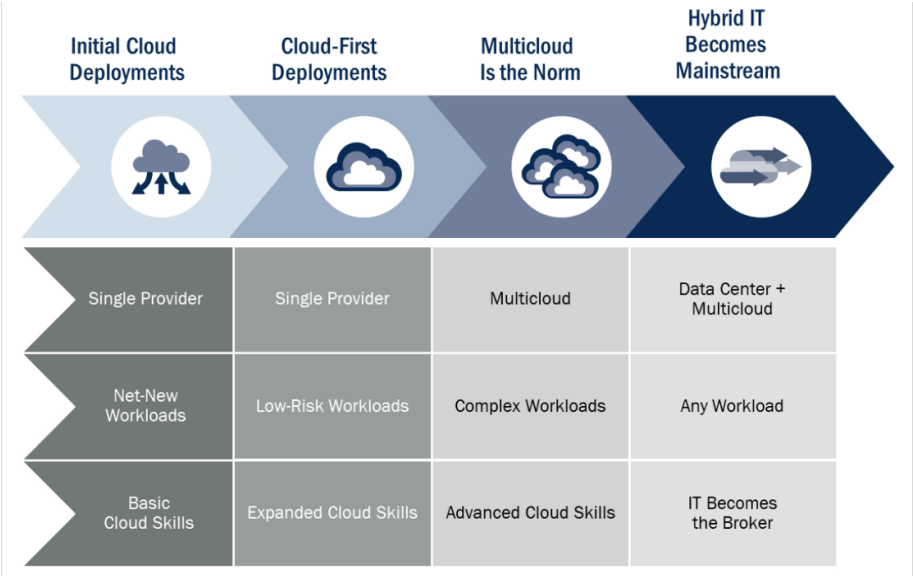 Initial Cloud
Deployments
Cloud-First
Deployments
Multicloud
Is the Norm
Hybrid IT
Becomes
Mainstream
Single Provider
Single Provider
Multicloud
Data Center +
Multicloud
Net-New
Workloads
Low-Risk Workloads
Complex Workloads
Any Workload
Basic
Cloud Skills
Expanded Cloud Skills
Advanced Cloud Skills
IT Becomes
the Broker